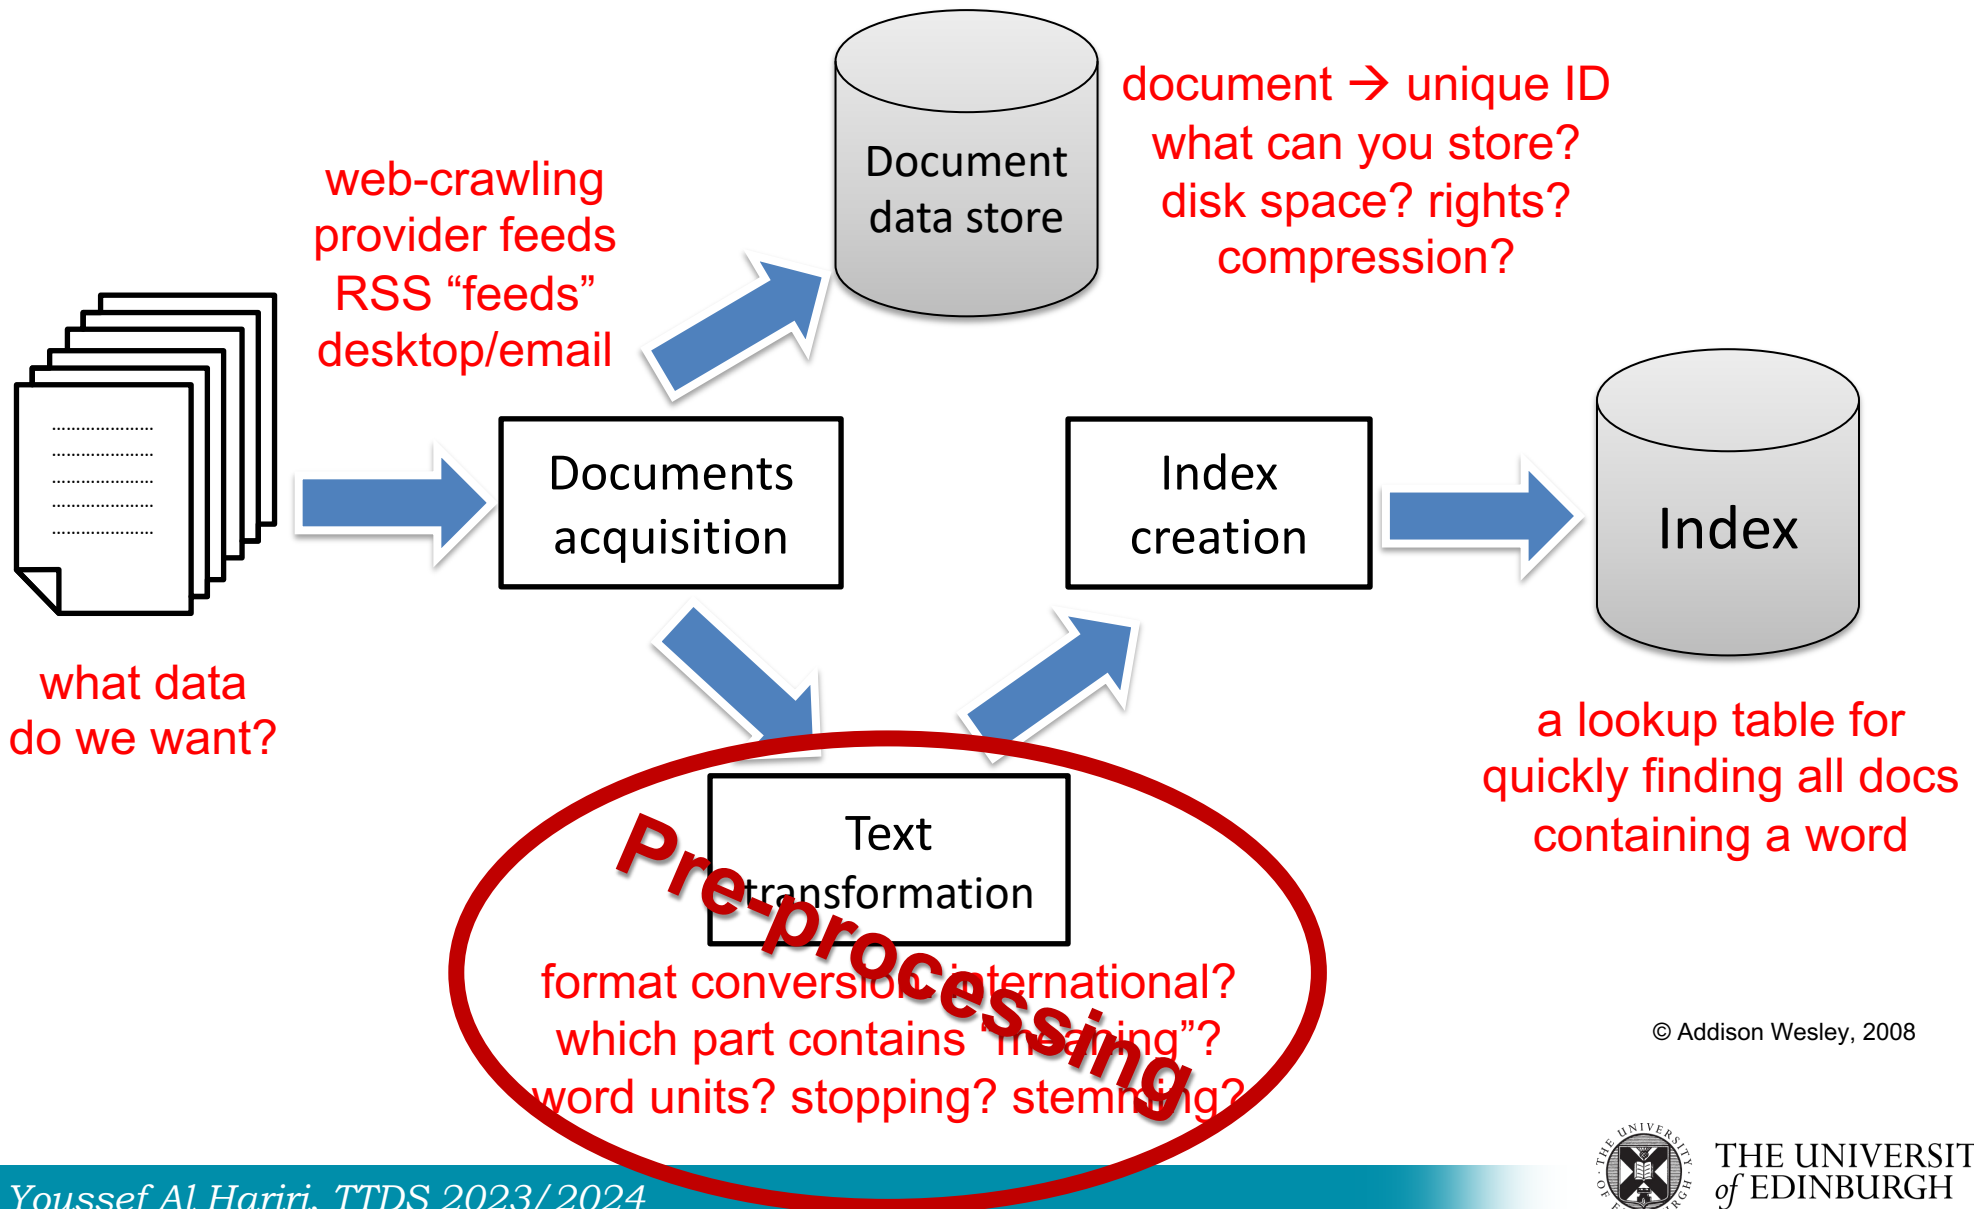 Document
data store
document → unique ID
what can you store?
disk space? rights?
compression?
web-crawling
provider feeds
RSS “feeds”
desktop/email
Documents
acquisition
Index
creation
Index
what data
do we want?
a lookup table for
quickly finding all docs
containing a word
Text
transformation
Pre-processing
format conversion. international?
which part contains “meaning”?
word units? stopping? stemming?
© Addison Wesley, 2008
Youssef Al Hariri, TTDS 2023/2024
THE UNIVERSIT
of EDINBURGH